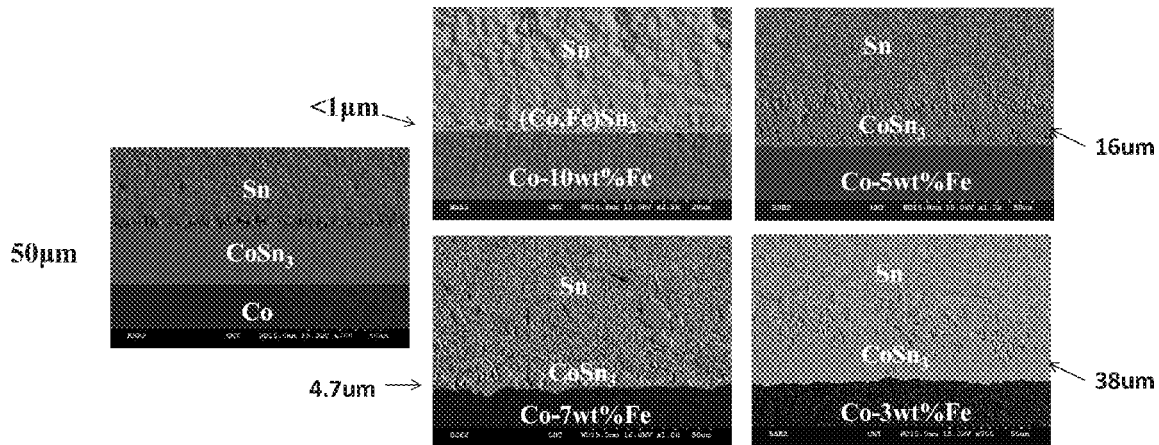 Sn
<1μm
(Co,Fe)Sn₂
Co-10wt%Fe
Sn
CoSn₃
16um
Co-5wt%Fe
Sn
50μm
CoSn₃
Co
Sn
CoSn₃
4.7um
Co-7wt%Fe
Sn
CoSn₃
38um
Co-3wt%Fe